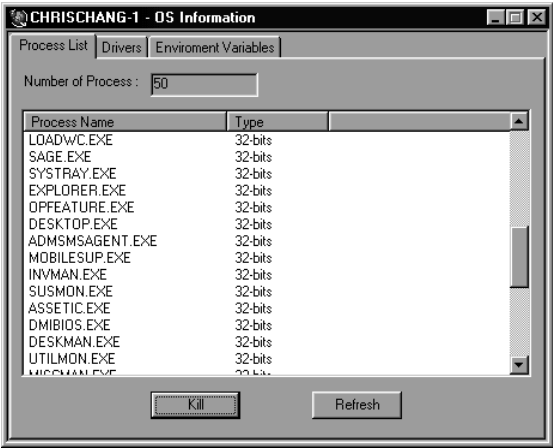 CHRISCHANG-1 - OS Information
Process List Drivers Enviroment Variables
Number of Process : 50
Process Name Type
LOADWC.EXE 32-bits
SAGE.EXE 32-bits
SYSTRAY.EXE 32-bits
EXPLORER.EXE 32-bits
OPFEATURE.EXE 32-bits
DESKTOP.EXE 32-bits
ADMSMSAGENT.EXE 32-bits
MOBILESUP.EXE 32-bits
INVMAN.EXE 32-bits
SUSMON.EXE 32-bits
ASSETIC.EXE 32-bits
DMIBIOS.EXE 32-bits
DESKMAN.EXE 32-bits
UTILMON.EXE 32-bits
Kill Refresh